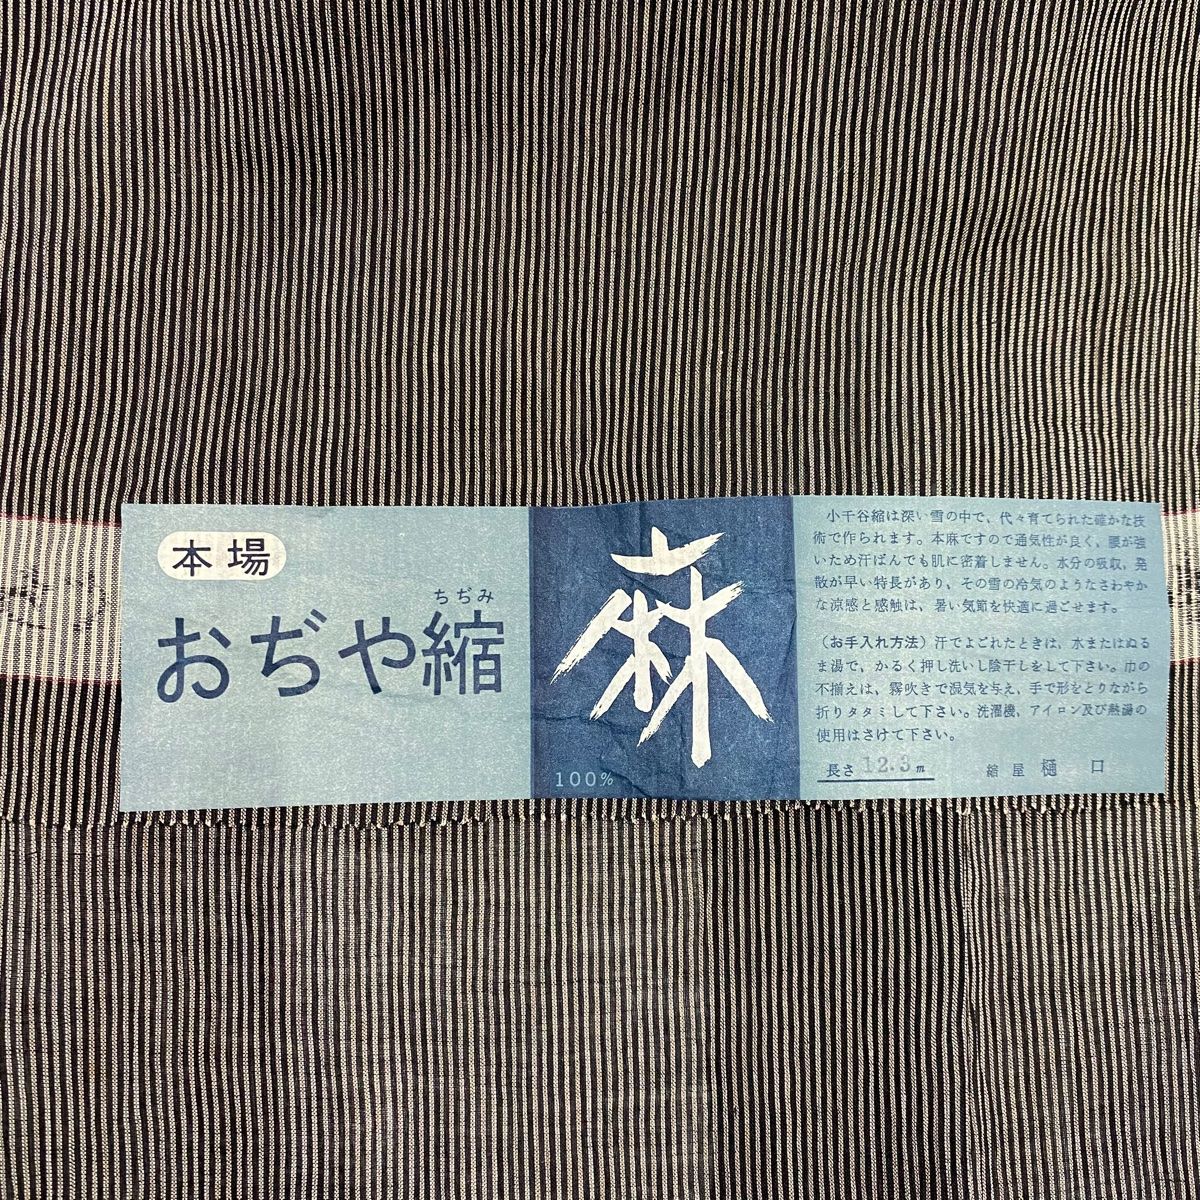 本場
ちぢみ
おぢや縮
麻
100%
小千谷縮は深い雪の中で、代々育てられた確かな技
術で作られます。本麻ですので通気性が良く、腰が強
いため汗ばんでも肌に密着しません。水分の吸収、発
散が早い特長があり、その雪の冷気のようなさわやか
な涼感と感触は、暑い気節を快適に過ごせます。
(お手入れ方法)汗でよごれたときは、水またはぬる
ま湯で、かるく押し洗いし陰干しをして下さい。巾の
不揃えは、霧吹きで湿気を与え、手で形をとりながら
折りタタミして下さい。洗濯機、アイロン及び熱湯の
使用はさけて下さい。
長さ 12.3m 縮屋 樋口